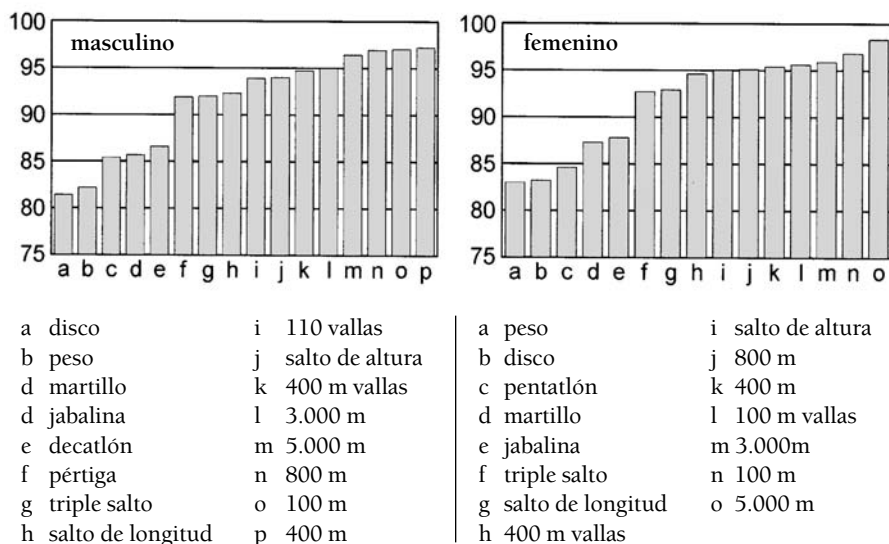 masculino
100
95
90
85
80
75
a b c d e f g h i j k l m n o p
femenino
100
95
90
85
80
75
a b c d e f g h i j k l m n o
a disco
b peso
d martillo
d jabalina
e decatlón
f pértiga
g triple salto
h salto de longitud
i 110 vallas
j salto de altura
k 400 m vallas
l 3.000 m
m 5.000 m
n 800 m
o 100 m
p 400 m
a peso
b disco
c pentatlón
d martillo
e jabalina
f triple salto
g salto de longitud
h 400 m vallas
i salto de altura
j 800 m
k 400 m
l 100 m vallas
m 3.000m
n 100 m
o 5.000 m